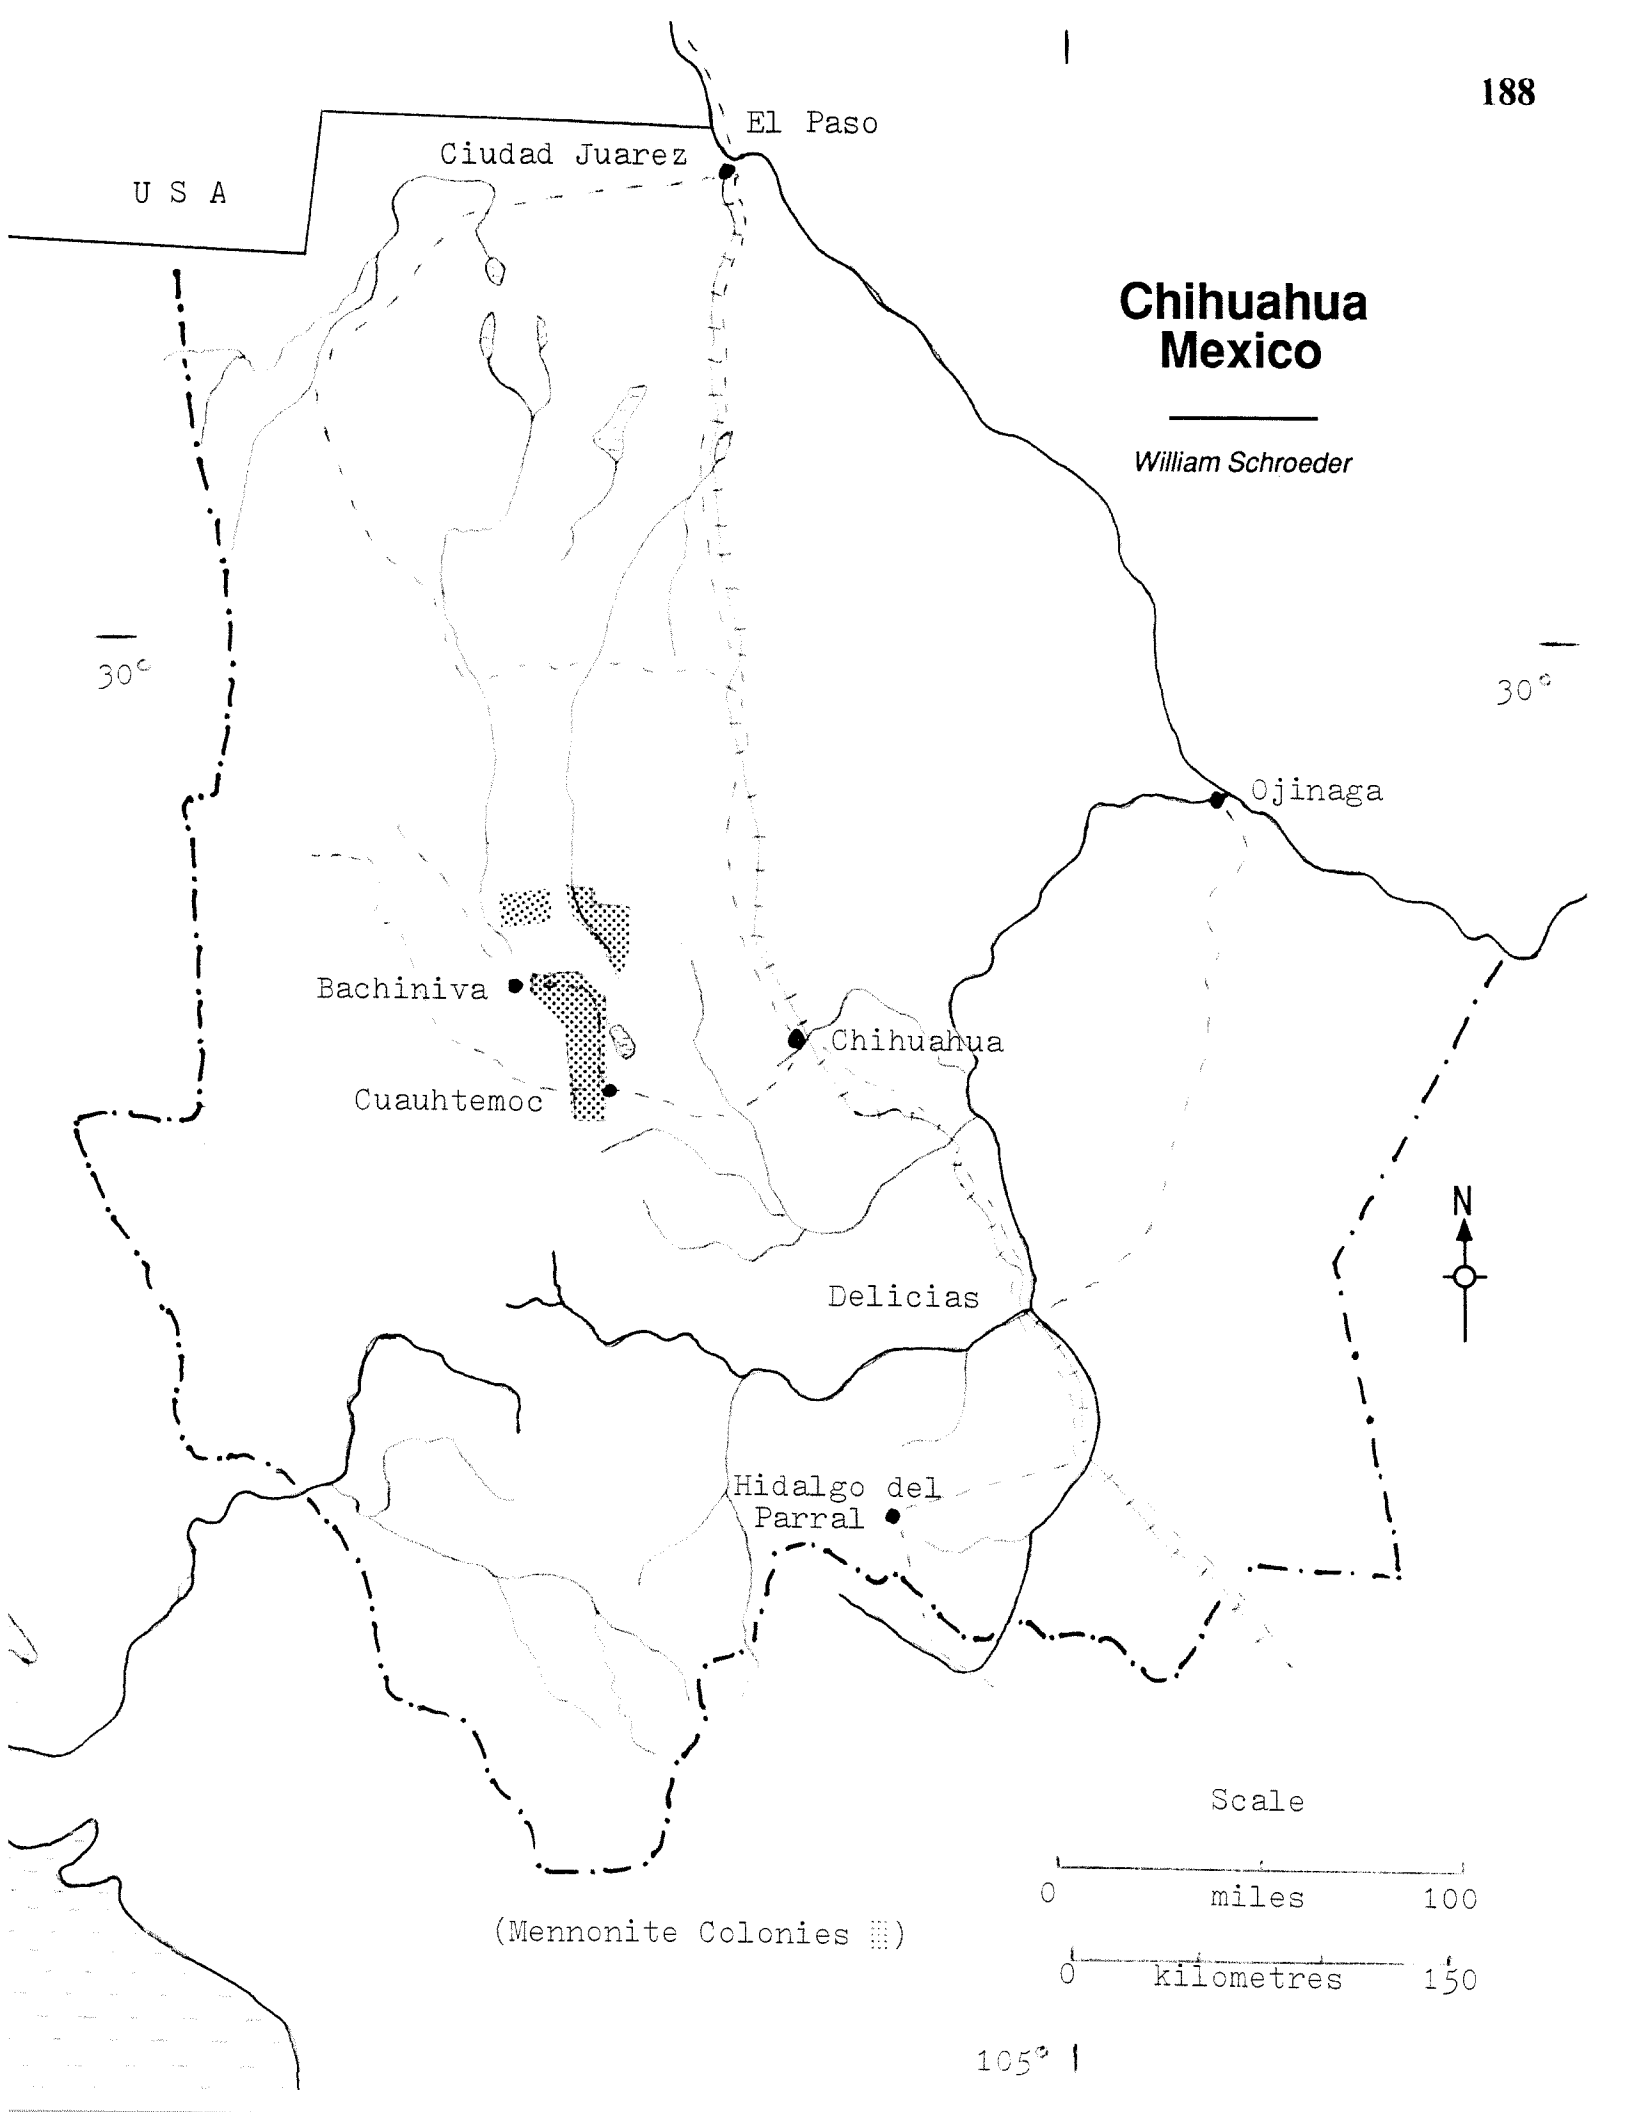 188
El Paso
Ciudad Juarez
U S A
Chihuahua
Mexico
William Schroeder
30°
30°
Ojinaga
Bachiniva
Chihuahua
Cuauhtemoc
N
Delicias
Hidalgo del
Parral
Scale
0 miles 100
(Mennonite Colonies )
0 kilometres 150
105°